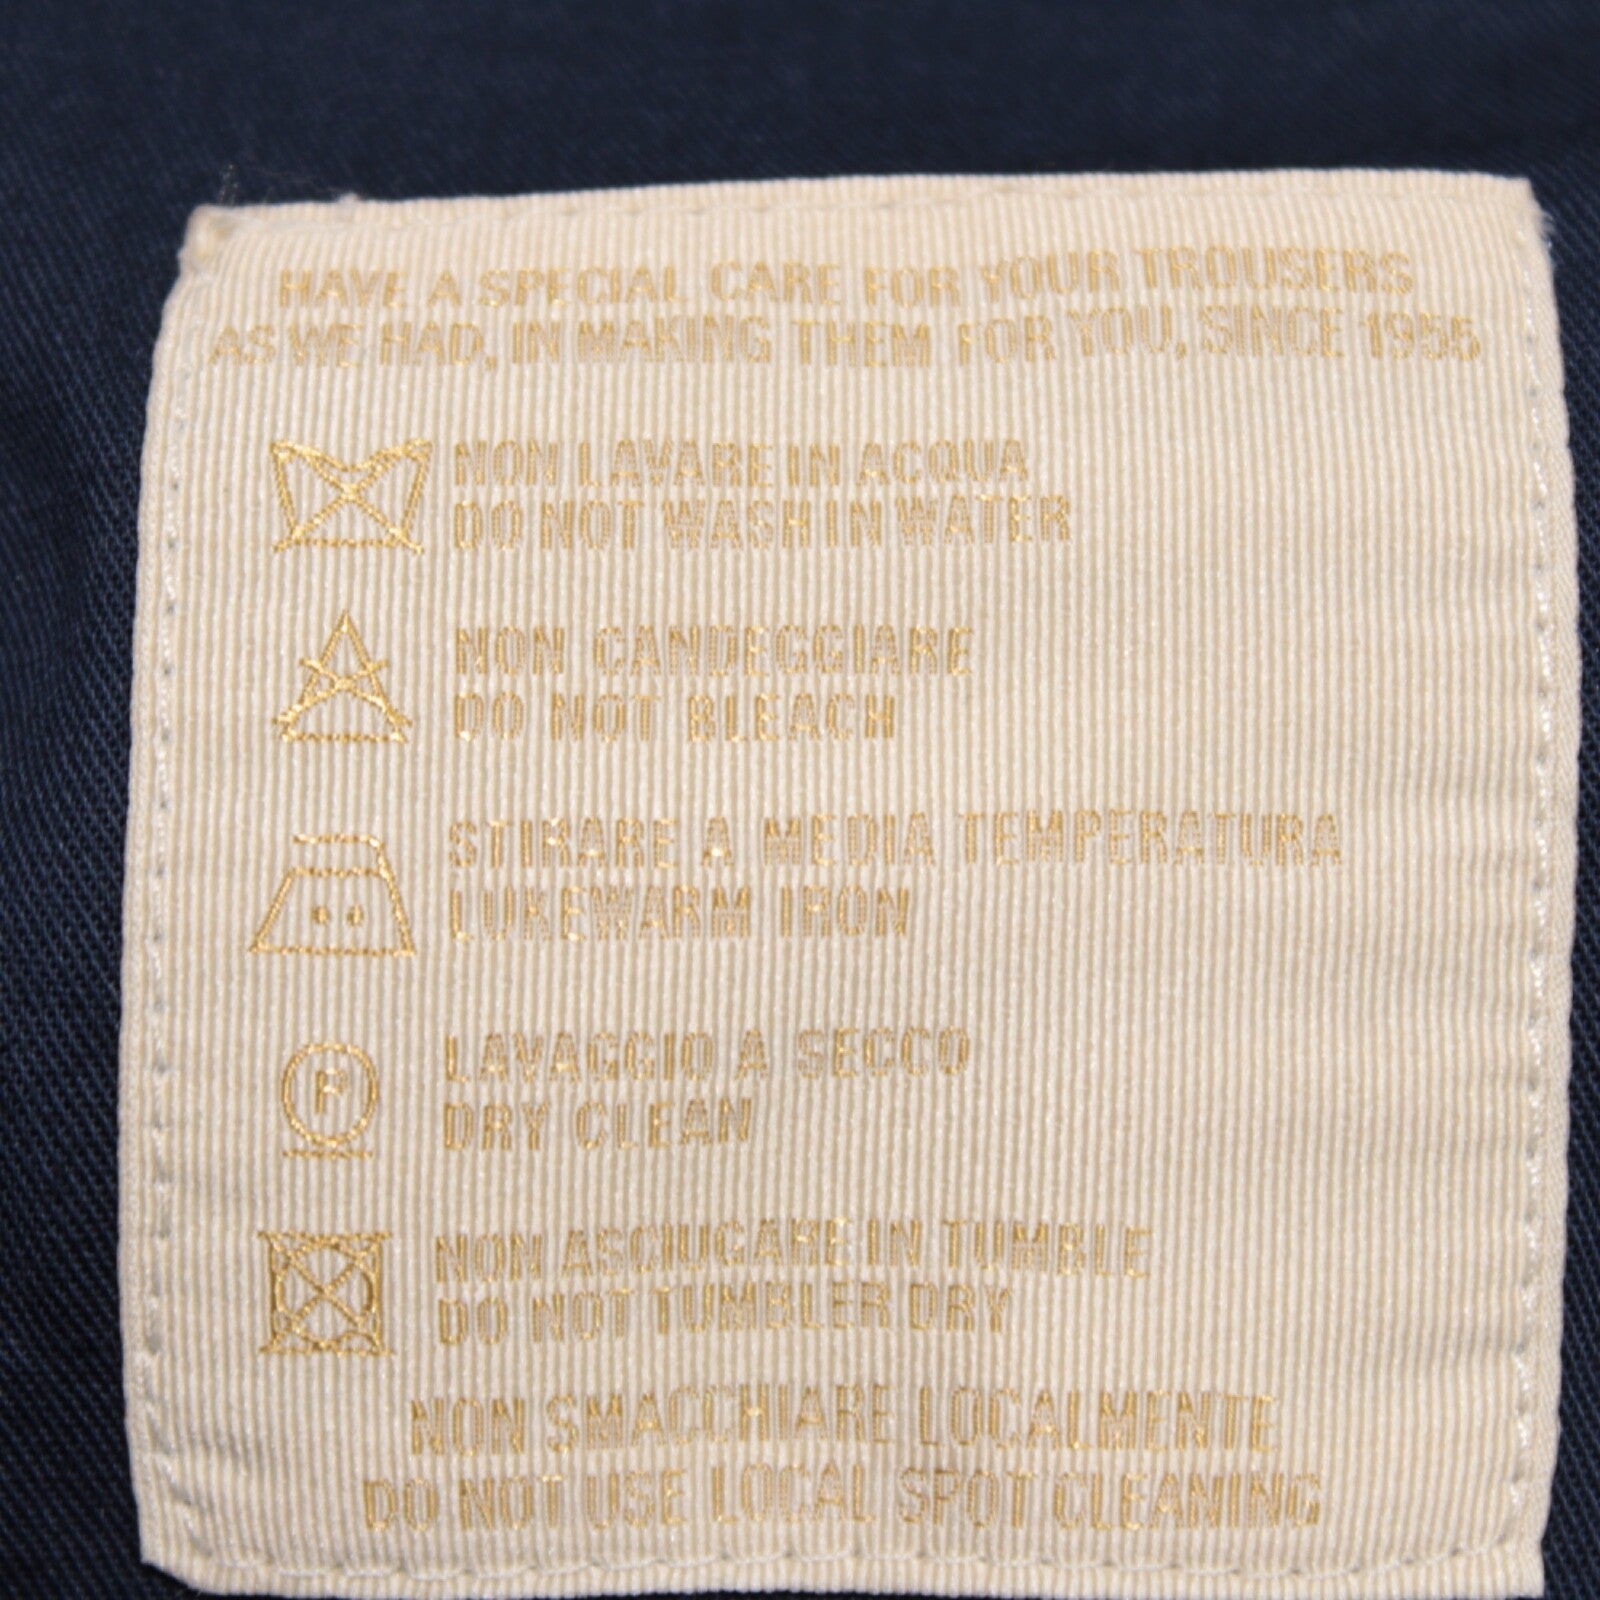 HAVE A SPECIAL CARE FOR YOUR TROUSERS
AS WE HAD, IN MAKING THEM FOR YOU, SINCE 1955
NON LAVARE IN ACQUA
DO NOT WASH IN WATER
NON CANDEGGIARE
DO NOT BLEACH
STIRARE A MEDIA TEMPERATURA
LUKEWARM IRON
P
LAVAGGIO A SECCO
DRY CLEAN
NON ASCIUGARE IN TUMBLE
DO NOT TUMBLER DRY
NON SMACCHIARE LOCALMENTE
DO NOT USE LOCAL SPOT CLEANING